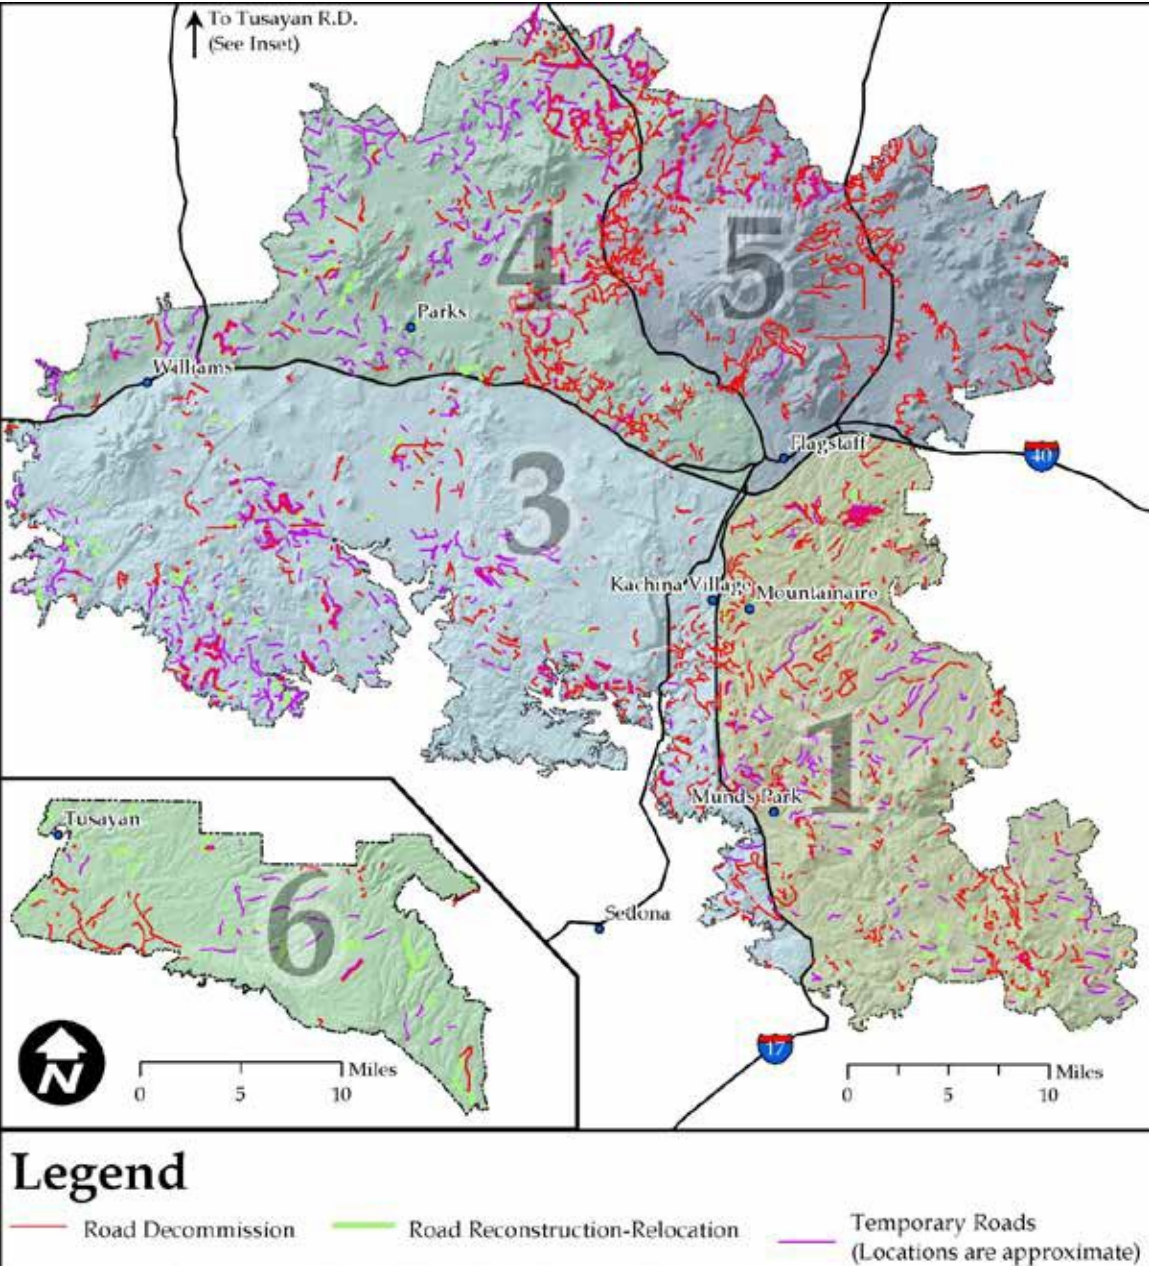 To Tusayan R.D.
(See Inset)
4
5
Parks
Williams
Flagstaff
40
3
Kachina Village
Mountainaire
1
Munds Park
Tusayan
6
Sedona
N
Miles
0 5 10
17
Miles
0 5 10
Legend
Road Decommission
Road Reconstruction-Relocation
Temporary Roads
(Locations are approximate)